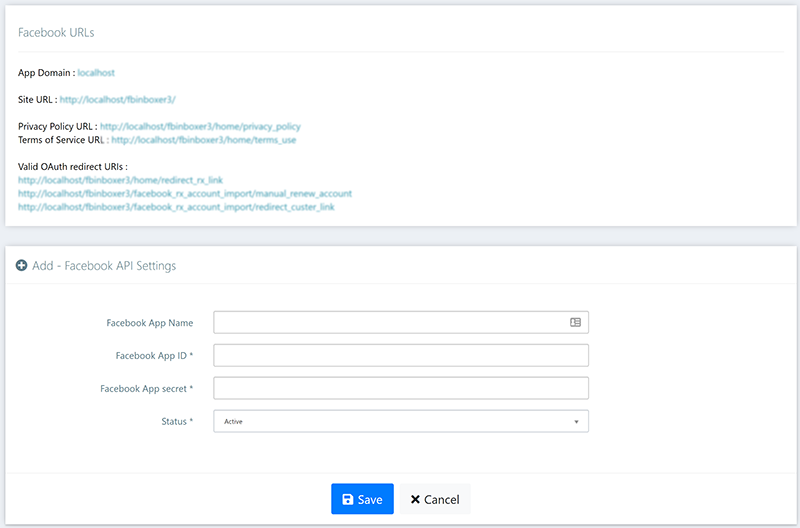 Facebook URLs
App Domain : localhost
Site URL : http://localhost/fbinboxer3/
Privacy Policy URL : http://localhost/fbinboxer3/home/privacy_policy
Terms of Service URL : http://localhost/fbinboxer3/home/terms_use
Valid OAuth redirect URIs :
http://localhost/fbinboxer3/home/redirect_rx_link
http://localhost/fbinboxer3/facebook_rx_account_import/manual_renew_account
http://localhost/fbinboxer3/facebook_rx_account_import/redirect_custer_link
Add - Facebook API Settings
Facebook App Name
Facebook App ID *
Facebook App secret *
Status * Active
Save Cancel